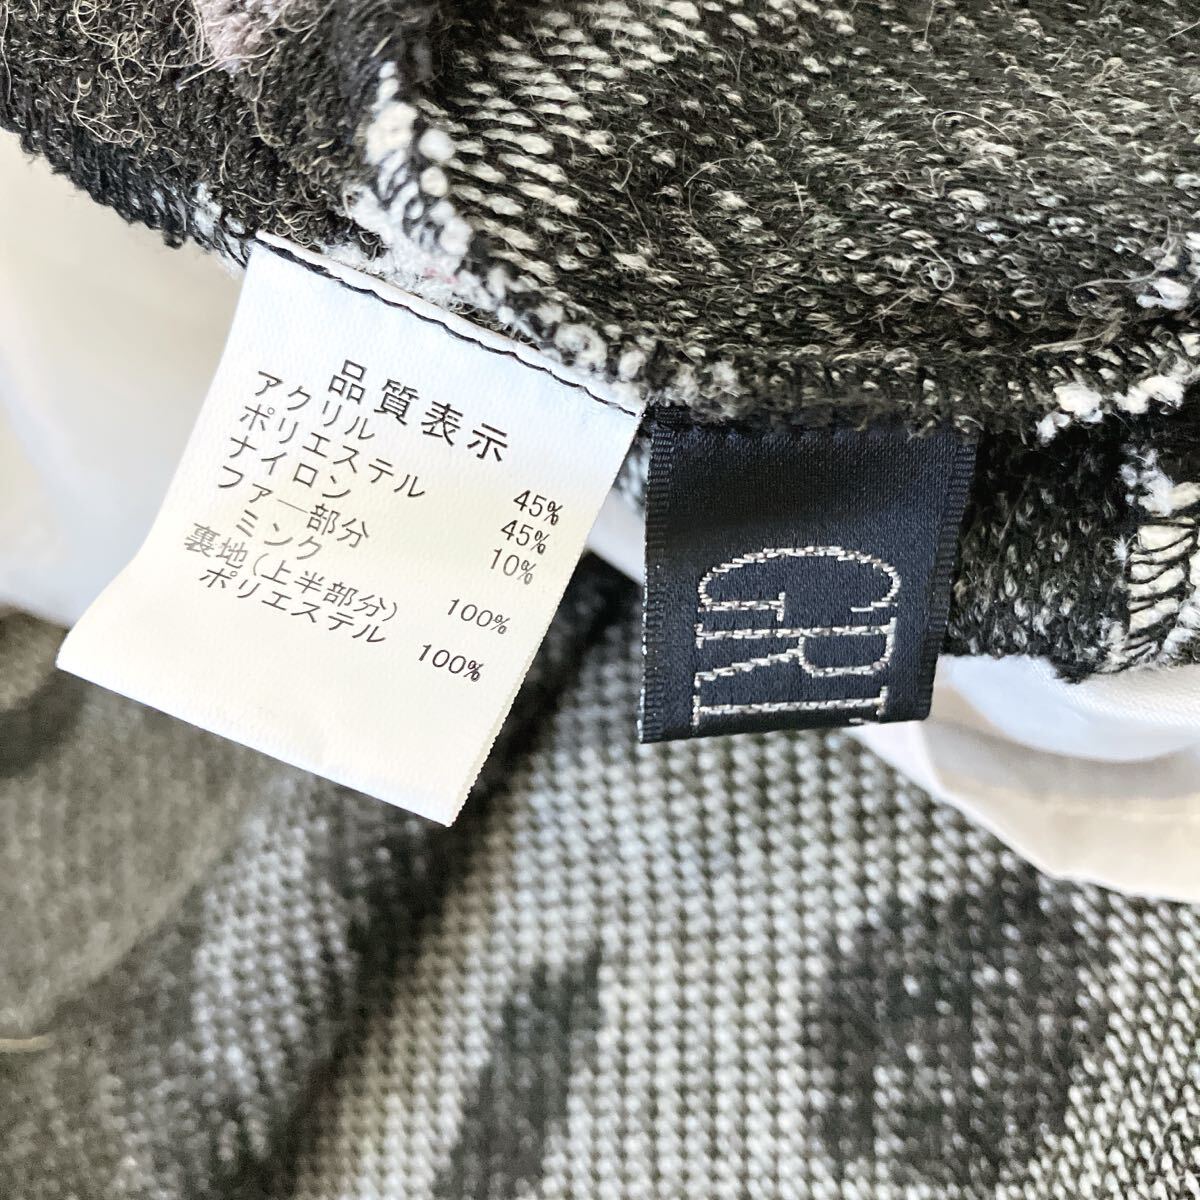 品質表示
アクリル 45%
ポリエステル 45%
ナイロン 10%
ファー部分
ミンク 100%
裏地(上半部分)
ポリエステル 100%